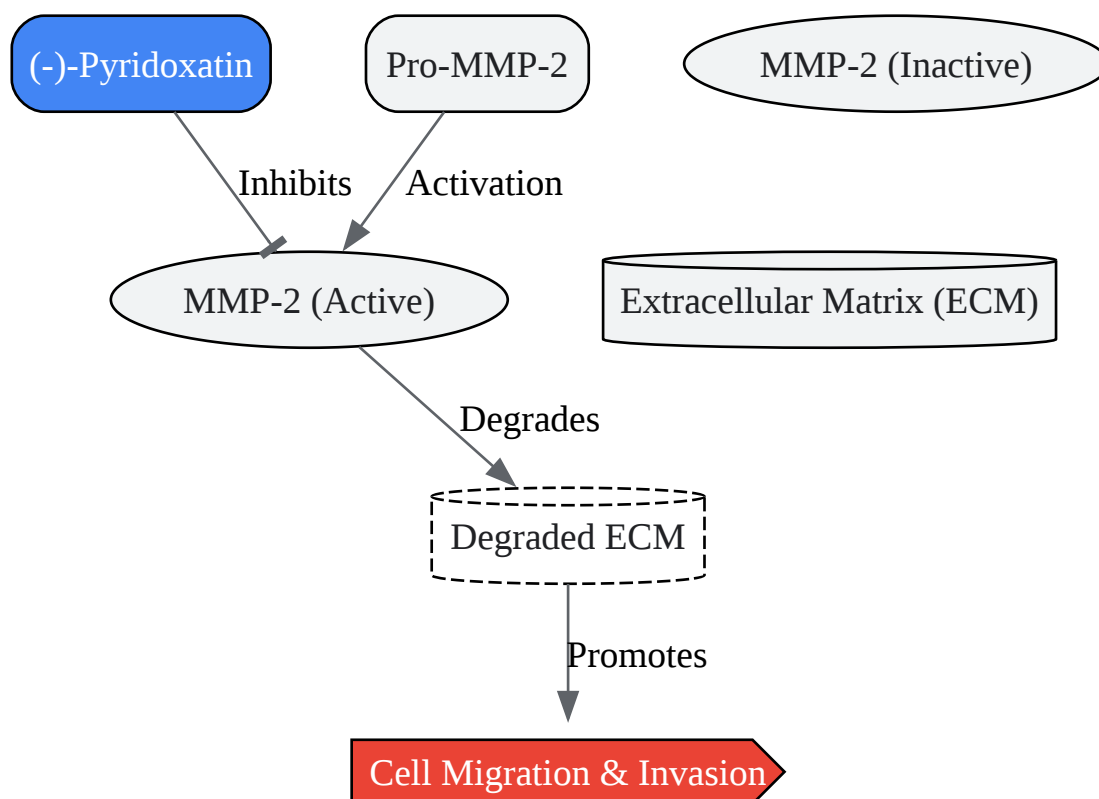 (-)-Pyridoxatin
Pro-MMP-2
MMP-2 (Inactive)
Inhibits
Activation
MMP-2 (Active)
Extracellular Matrix (ECM)
Degrades
Degraded ECM
Promotes
Cell Migration & Invasion